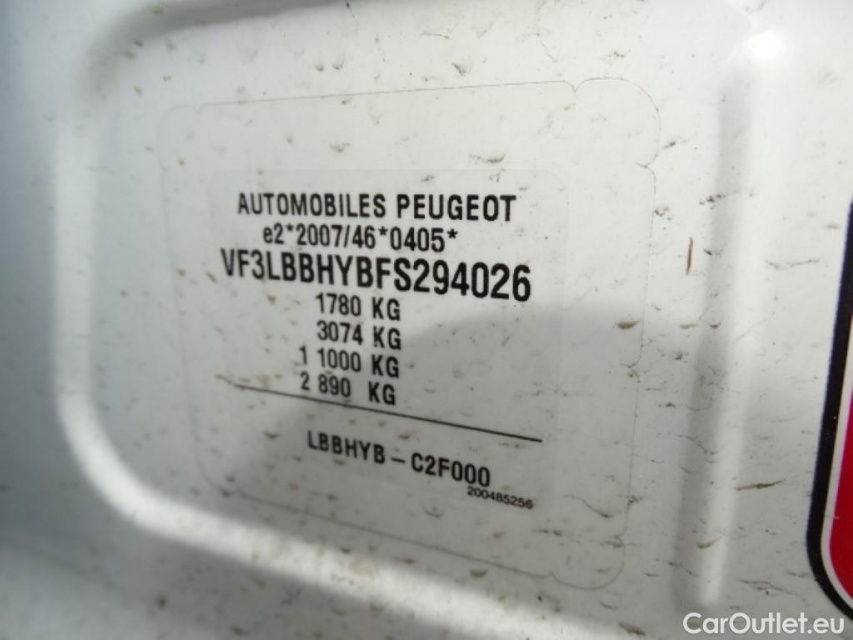 AUTOMOBILES PEUGEOT
e2*2007/46*0405*
VF3LBBHYBFS294026
1780 KG
3074 KG
1 1000 KG
2 890 KG
LBBHYB - C2F000
200485256
CarOutlet.eu